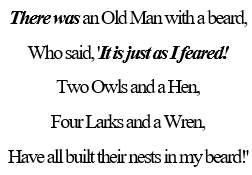 There was an Old Man with a beard,
Who said, 'It is just as I feared!
Two Owls and a Hen,
Four Larks and a Wren,
Have all built their nests in my beard!'